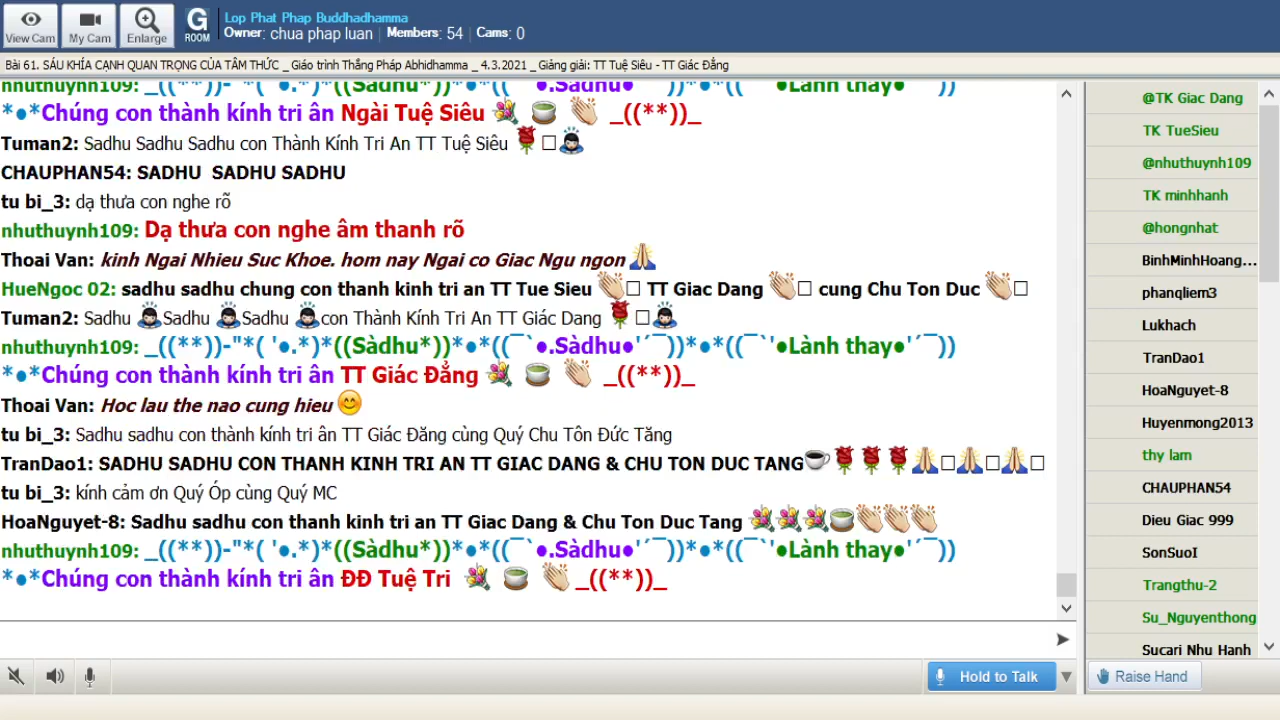 Lop Phat Phap Buddhadhamma
Owner: chua phap luan | Members: 54 | Cams: 0
View Cam
My Cam
Enlarge
G ROOM
Bài 61. SÁU KHÍA CẠNH QUAN TRỌNG CỦA TÂM THỨC _ Giáo trình Thắng Pháp Abhidhamma _ 4.3.2021 _ Giảng giải: TT Tuệ Siêu - TT Giác Đẳng
nhuthuynh109: _((**))-"*( '●.*)*((Sàdhu*))*●*((¯`●.Sàdhu●'´¯))*●*((¯`'●Lành thay●'´¯))
*●*Chúng con thành kính tri ân Ngài Tuệ Siêu 💐 🍵 👏 _((**))_
Tuman2: Sadhu Sadhu Sadhu con Thành Kính Tri An TT Tuệ Siêu 🌹□🙇
CHAUPHAN54: SADHU  SADHU SADHU
tu bi_3: dạ thưa con nghe rõ
nhuthuynh109: Dạ thưa con nghe âm thanh rõ
Thoai Van: kinh Ngai Nhieu Suc Khoe. hom nay Ngai co Giac Ngu ngon 🙏
HueNgoc 02: sadhu sadhu chung con thanh kinh tri an TT Tue Sieu 👏□ TT Giac Dang 👏□ cung Chu Ton Duc 👏□
Tuman2: Sadhu 🙇Sadhu 🙇Sadhu 🙇con Thành Kính Tri An TT Giác Dang 🌹□🙇
nhuthuynh109: _((**))-"*( '●.*)*((Sàdhu*))*●*((¯`●.Sàdhu●'´¯))*●*((¯`'●Lành thay●'´¯))
*●*Chúng con thành kính tri ân TT Giác Đẳng 💐 🍵 👏 _((**))_
Thoai Van: Hoc lau the nao cung hieu 😊
tu bi_3: Sadhu sadhu con thành kính tri ân TT Giác Đăng cùng Quý Chu Tôn Đức Tăng
TranDao1: SADHU SADHU CON THANH KINH TRI AN TT GIAC DANG & CHU TON DUC TANG☕🌹🌹🌹🙏□🙏□🙏□
tu bi_3: kính cảm ơn Quý Óp cùng Quý MC
HoaNguyet-8: Sadhu sadhu con thanh kinh tri an TT Giac Dang & Chu Ton Duc Tang 💐💐💐🍵👏👏👏
nhuthuynh109: _((**))-"*( '●.*)*((Sàdhu*))*●*((¯`●.Sàdhu●'´¯))*●*((¯`'●Lành thay●'´¯))
*●*Chúng con thành kính tri ân ĐĐ Tuệ Tri 💐 🍵 👏 _((**))_
@TK Giac Dang
TK TueSieu
@nhuthuynh109
TK minhhanh
@hongnhat
BinhMinhHoang...
phanqliem3
Lukhach
TranDao1
HoaNguyet-8
Huyenmong2013
thy lam
CHAUPHAN54
Dieu Giac 999
SonSuoI
Trangthu-2
Su_Nguyenthong
Sucari Nhu Hanh
Hold to Talk
Raise Hand